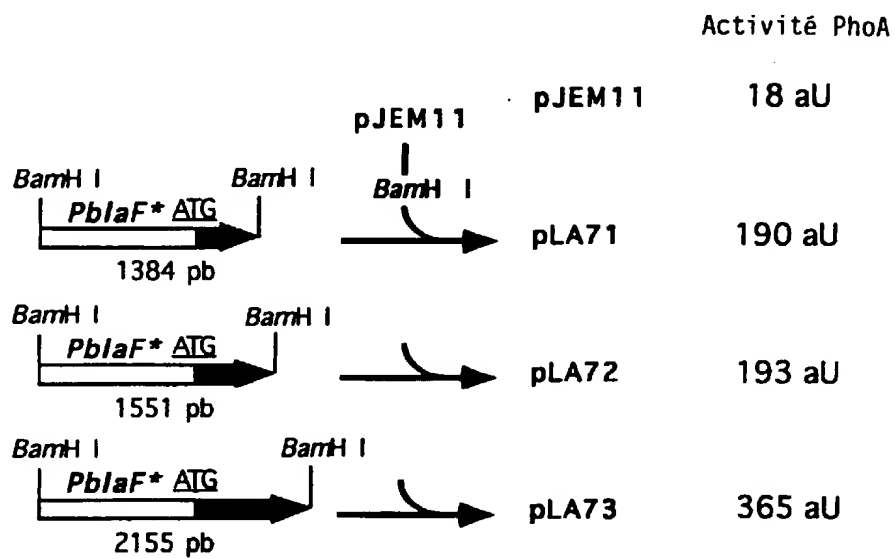 Activité PhoA
pJEM11 18 aU
pJEM11
BamH I
BamH I BamH I
PblaF* ATG
1384 pb
pLA71 190 aU
BamH I BamH I
PblaF* ATG
1551 pb
pLA72 193 aU
BamH I BamH I
PblaF* ATG
2155 pb
pLA73 365 aU